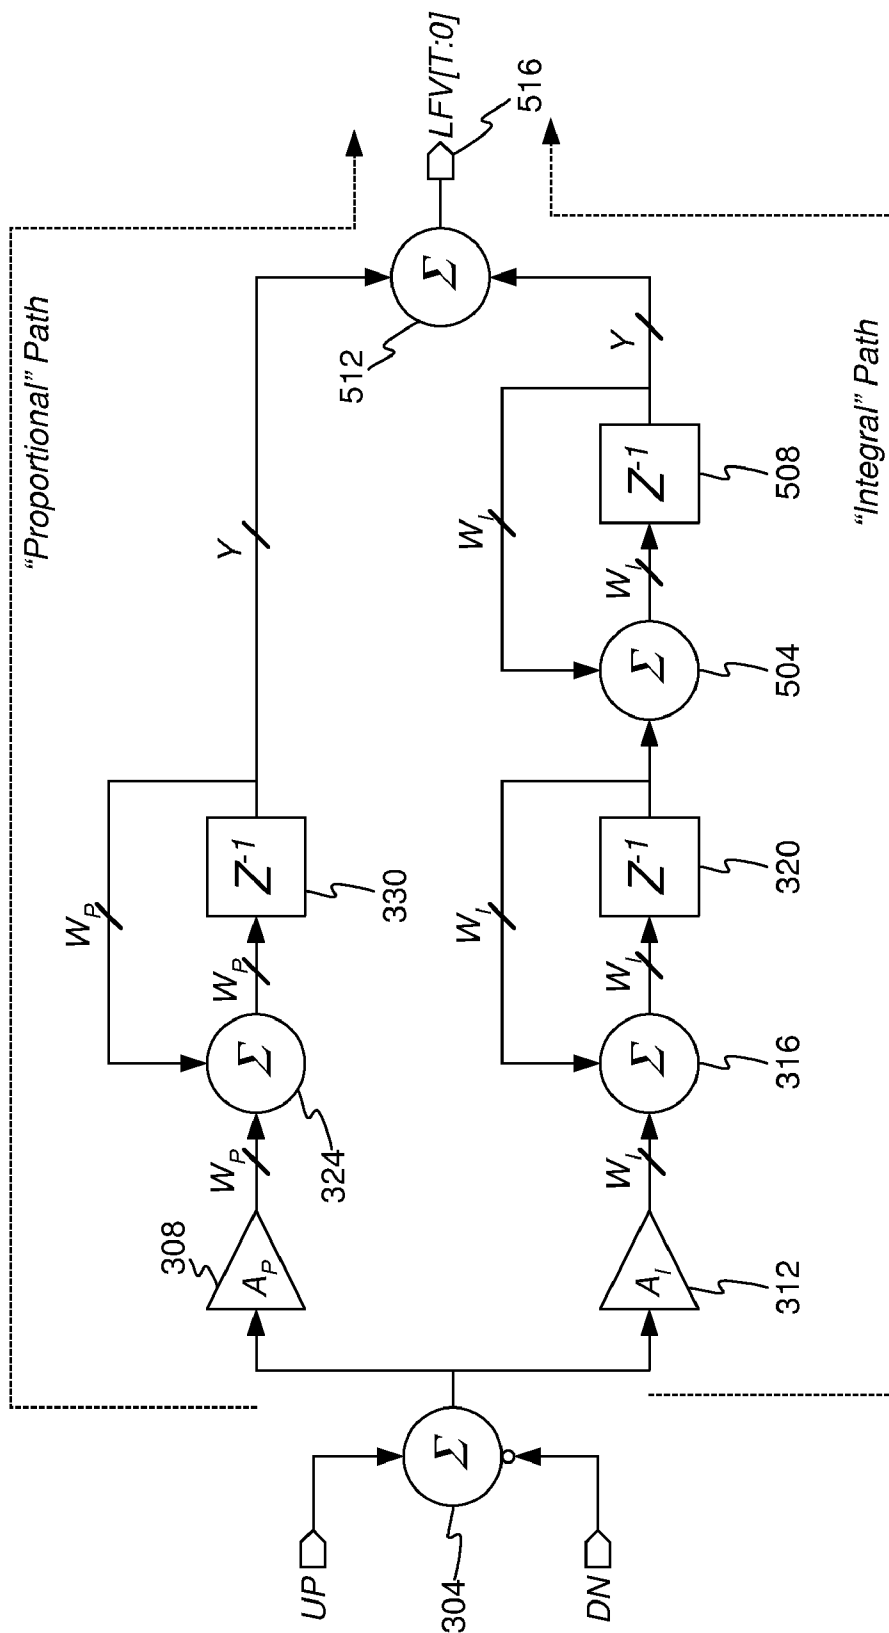 "Proportional" Path
W_P
Y
308
A_P
W_P
Σ
W_P
Z⁻¹
324
330
UP
Σ
304
DN
512
Σ
LFV[T:0]
516
W_I
W_I
Y
A_I
W_I
Σ
W_I
Z⁻¹
Σ
W_I
Z⁻¹
312
316
320
504
508
"Integral" Path